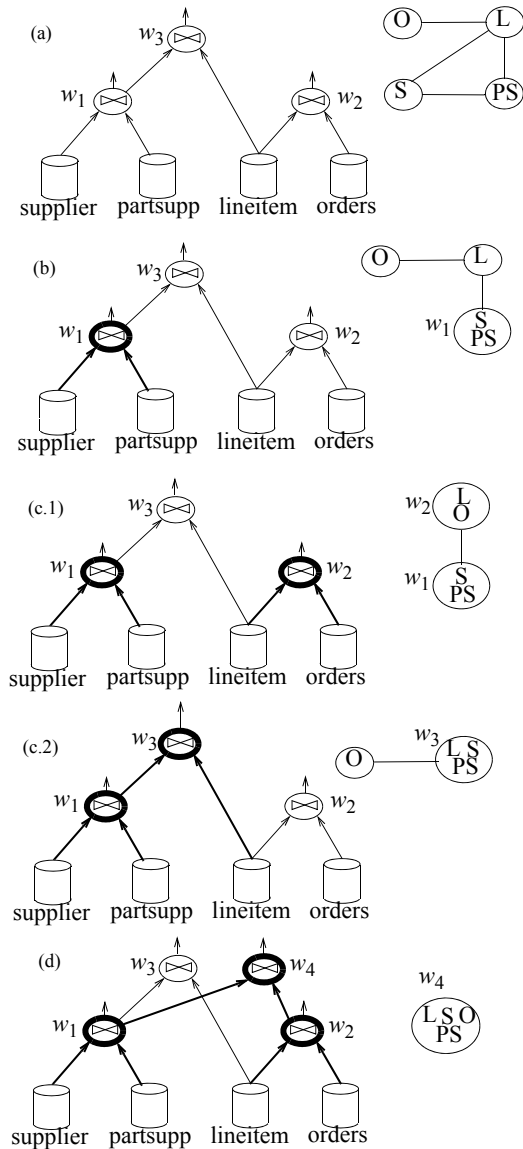 (a)
w3
O
L
w1
w2
S
PS
supplier partsupp lineitem orders
(b)
w3
O
L
w1
w2
w1
S
PS
supplier partsupp lineitem orders
(c.1)
w3
w2
L
O
w1
w2
w1
S
PS
supplier partsupp lineitem orders
(c.2)
w3
w3
O
L S
PS
w1
w2
supplier partsupp lineitem orders
(d)
w3
w4
w4
w1
w2
L S O
PS
supplier partsupp lineitem orders